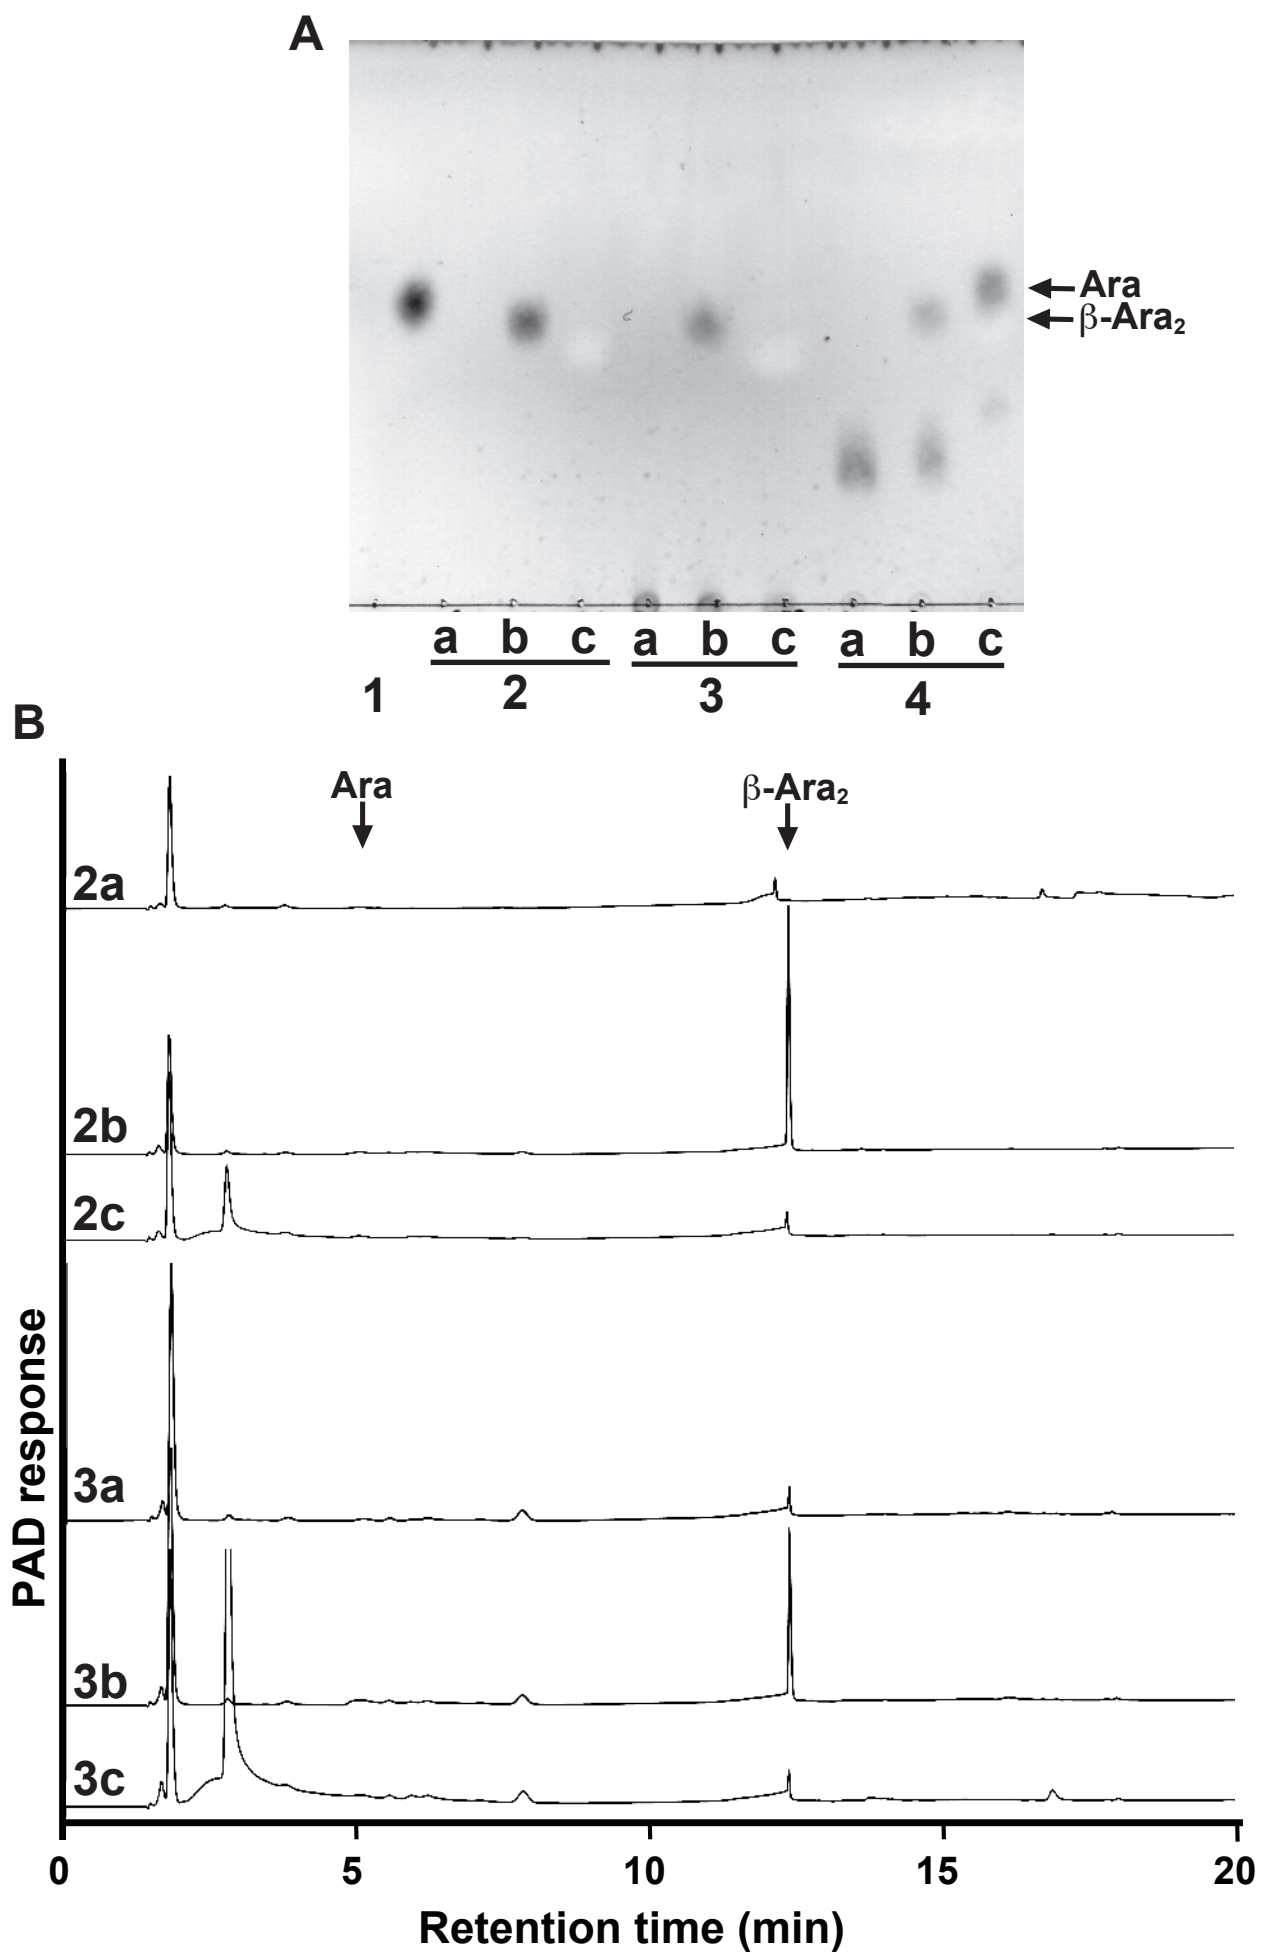 A
Ara
β-Ara₂
a b c a b c a b c
1 2 3 4
B
Ara
β-Ara₂
2a
2b
2c
3a
3b
3c
PAD response
0 5 10 15 20
Retention time (min)